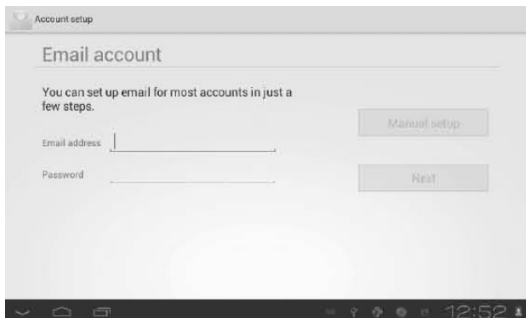 Account setup
Email account
You can set up email for most accounts in just a
few steps.
Manual setup
Email address
Password
Next
12:52